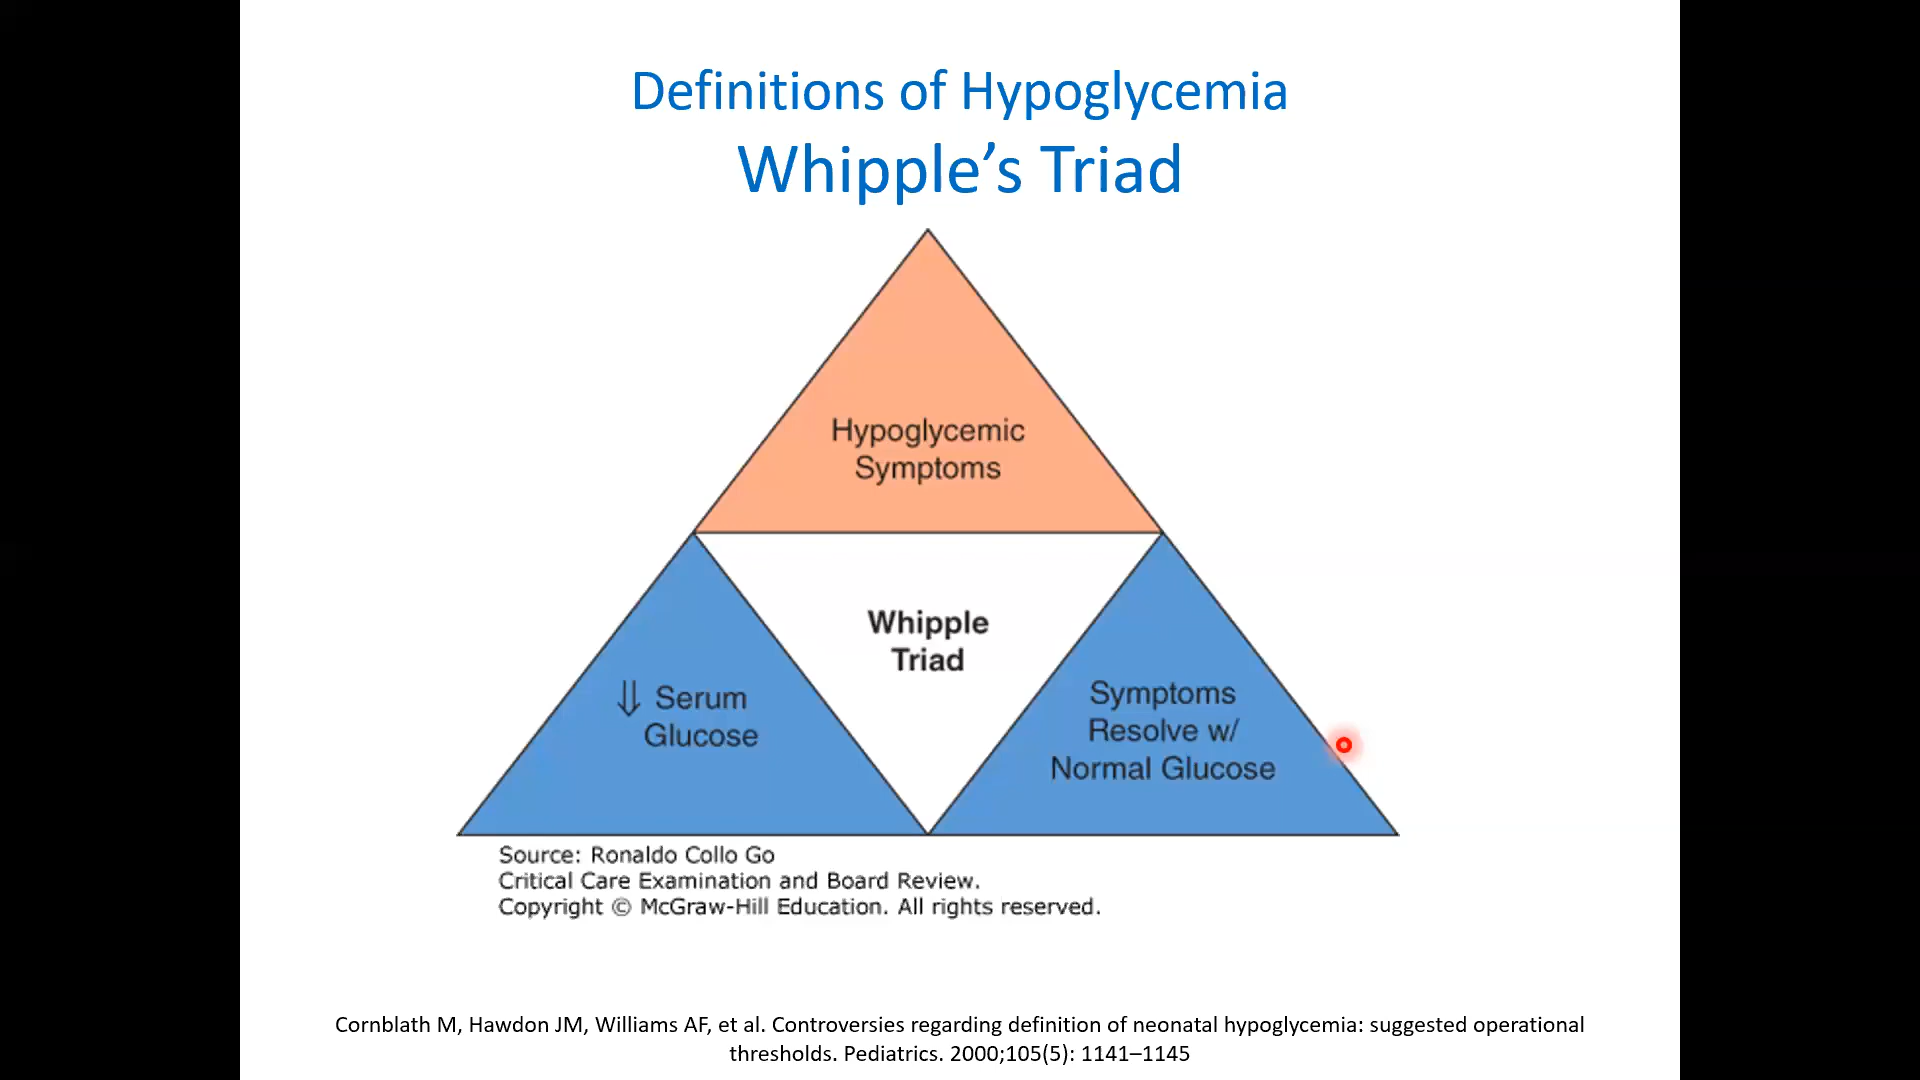 Definitions of Hypoglycemia
Whipple’s Triad
Hypoglycemic
Symptoms
Whipple
Triad
⇓ Serum
Glucose
Symptoms
Resolve w/
Normal Glucose
Source: Ronaldo Collo Go
Critical Care Examination and Board Review.
Copyright © McGraw-Hill Education. All rights reserved.
Cornblath M, Hawdon JM, Williams AF, et al. Controversies regarding definition of neonatal hypoglycemia: suggested operational
thresholds. Pediatrics. 2000;105(5): 1141–1145